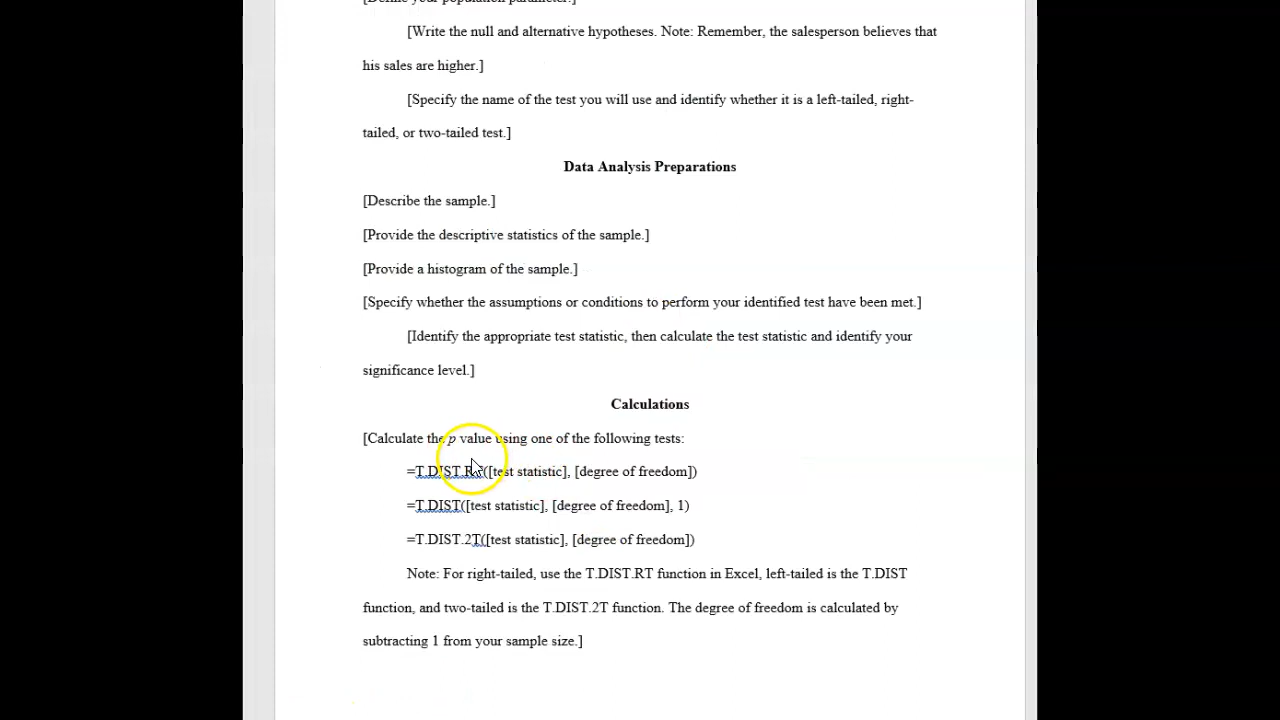 [Define your population parameter.]
[Write the null and alternative hypotheses. Note: Remember, the salesperson believes that
his sales are higher.]
[Specify the name of the test you will use and identify whether it is a left-tailed, right-
tailed, or two-tailed test.]
Data Analysis Preparations
[Describe the sample.]
[Provide the descriptive statistics of the sample.]
[Provide a histogram of the sample.]
[Specify whether the assumptions or conditions to perform your identified test have been met.]
[Identify the appropriate test statistic, then calculate the test statistic and identify your
significance level.]
Calculations
[Calculate the p value using one of the following tests:
=T.DIST.RT([test statistic], [degree of freedom])
=T.DIST([test statistic], [degree of freedom], 1)
=T.DIST.2T([test statistic], [degree of freedom])
Note: For right-tailed, use the T.DIST.RT function in Excel, left-tailed is the T.DIST
function, and two-tailed is the T.DIST.2T function. The degree of freedom is calculated by
subtracting 1 from your sample size.]